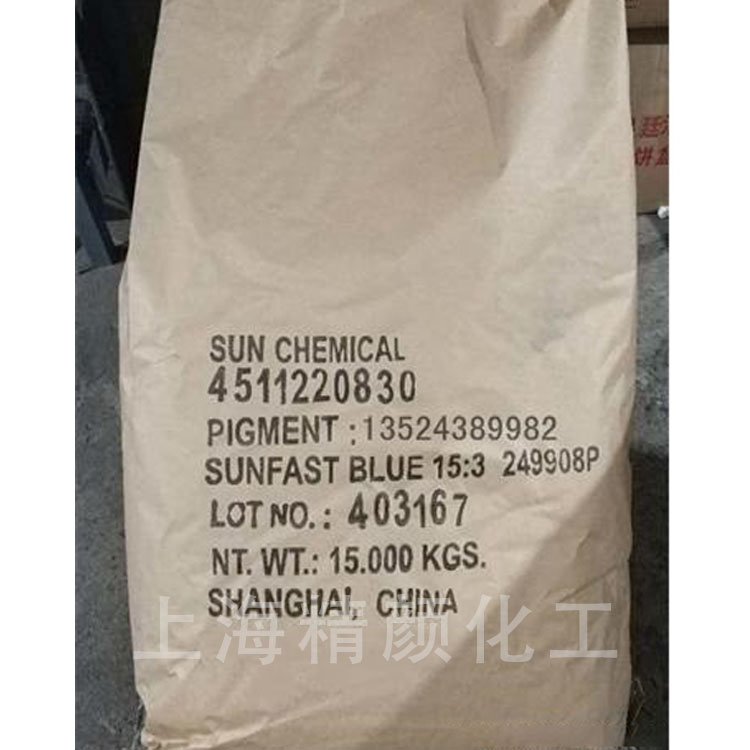 SUN CHEMICAL
4511220830
PIGMENT :13524389982
SUNFAST BLUE 15:3 249908P
LOT NO.: 403167
NT. WT.: 15.000 KGS.
SHANGHAI, CHINA
上海精颜化工